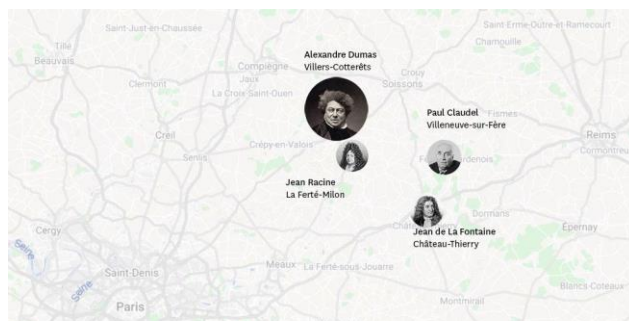 Saint-Just-en-Chaussée
Saint-Erme-Outre et Ramecourt
Tillé
Beauvais
Chamouille
Alexandre Dumas
Villers-Cotterêts
Compiègne
Jaux
La Croix-Saint-Ouen
Clermont
Crouy
Soissons
Paul Claudel
Villeneuve-sur-Fère
Fismes
Reims
Cormontreu
Creil
Senlis
Crépy-en-Valois
Jean Racine
La Ferté-Milon
Dormans
Jean de La Fontaine
Château-Thierry
Épernay
Cergy
Seine
Saint-Denis
Seine
Paris
Meaux
La Ferté-sous-Jouarre
Montmirail
Blancs-Coteaux